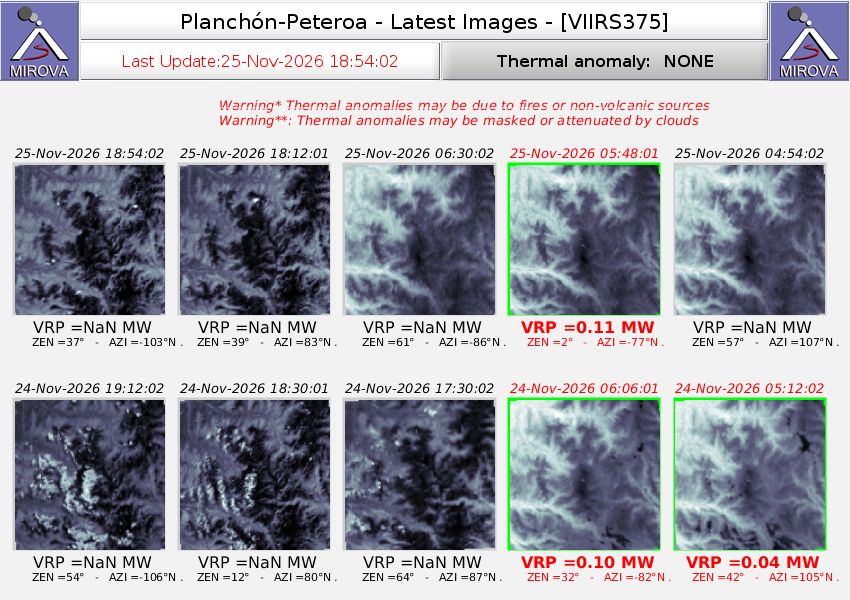 Planchón-Peteroa - Latest Images - [VIIRS375]
MIROVA
Last Update:25-Nov-2026 18:54:02
Thermal anomaly: NONE
MIROVA
Warning* Thermal anomalies may be due to fires or non-volcanic sources
Warning**: Thermal anomalies may be masked or attenuated by clouds
25-Nov-2026 18:54:02 25-Nov-2026 18:12:01 25-Nov-2026 06:30:02 25-Nov-2026 05:48:01 25-Nov-2026 04:54:02
VRP =NaN MW VRP =NaN MW VRP =NaN MW VRP =0.11 MW VRP =NaN MW
ZEN =37° - AZI =-103°N . ZEN =39° - AZI =83°N . ZEN =61° - AZI =-86°N . ZEN =2° - AZI =-77°N . ZEN =57° - AZI =107°N .
24-Nov-2026 19:12:02 24-Nov-2026 18:30:01 24-Nov-2026 17:30:02 24-Nov-2026 06:06:01 24-Nov-2026 05:12:02
VRP =NaN MW VRP =NaN MW VRP =NaN MW VRP =0.10 MW VRP =0.04 MW
ZEN =54° - AZI =-106°N . ZEN =12° - AZI =80°N . ZEN =64° - AZI =87°N . ZEN =32° - AZI =-82°N . ZEN =42° - AZI =105°N .